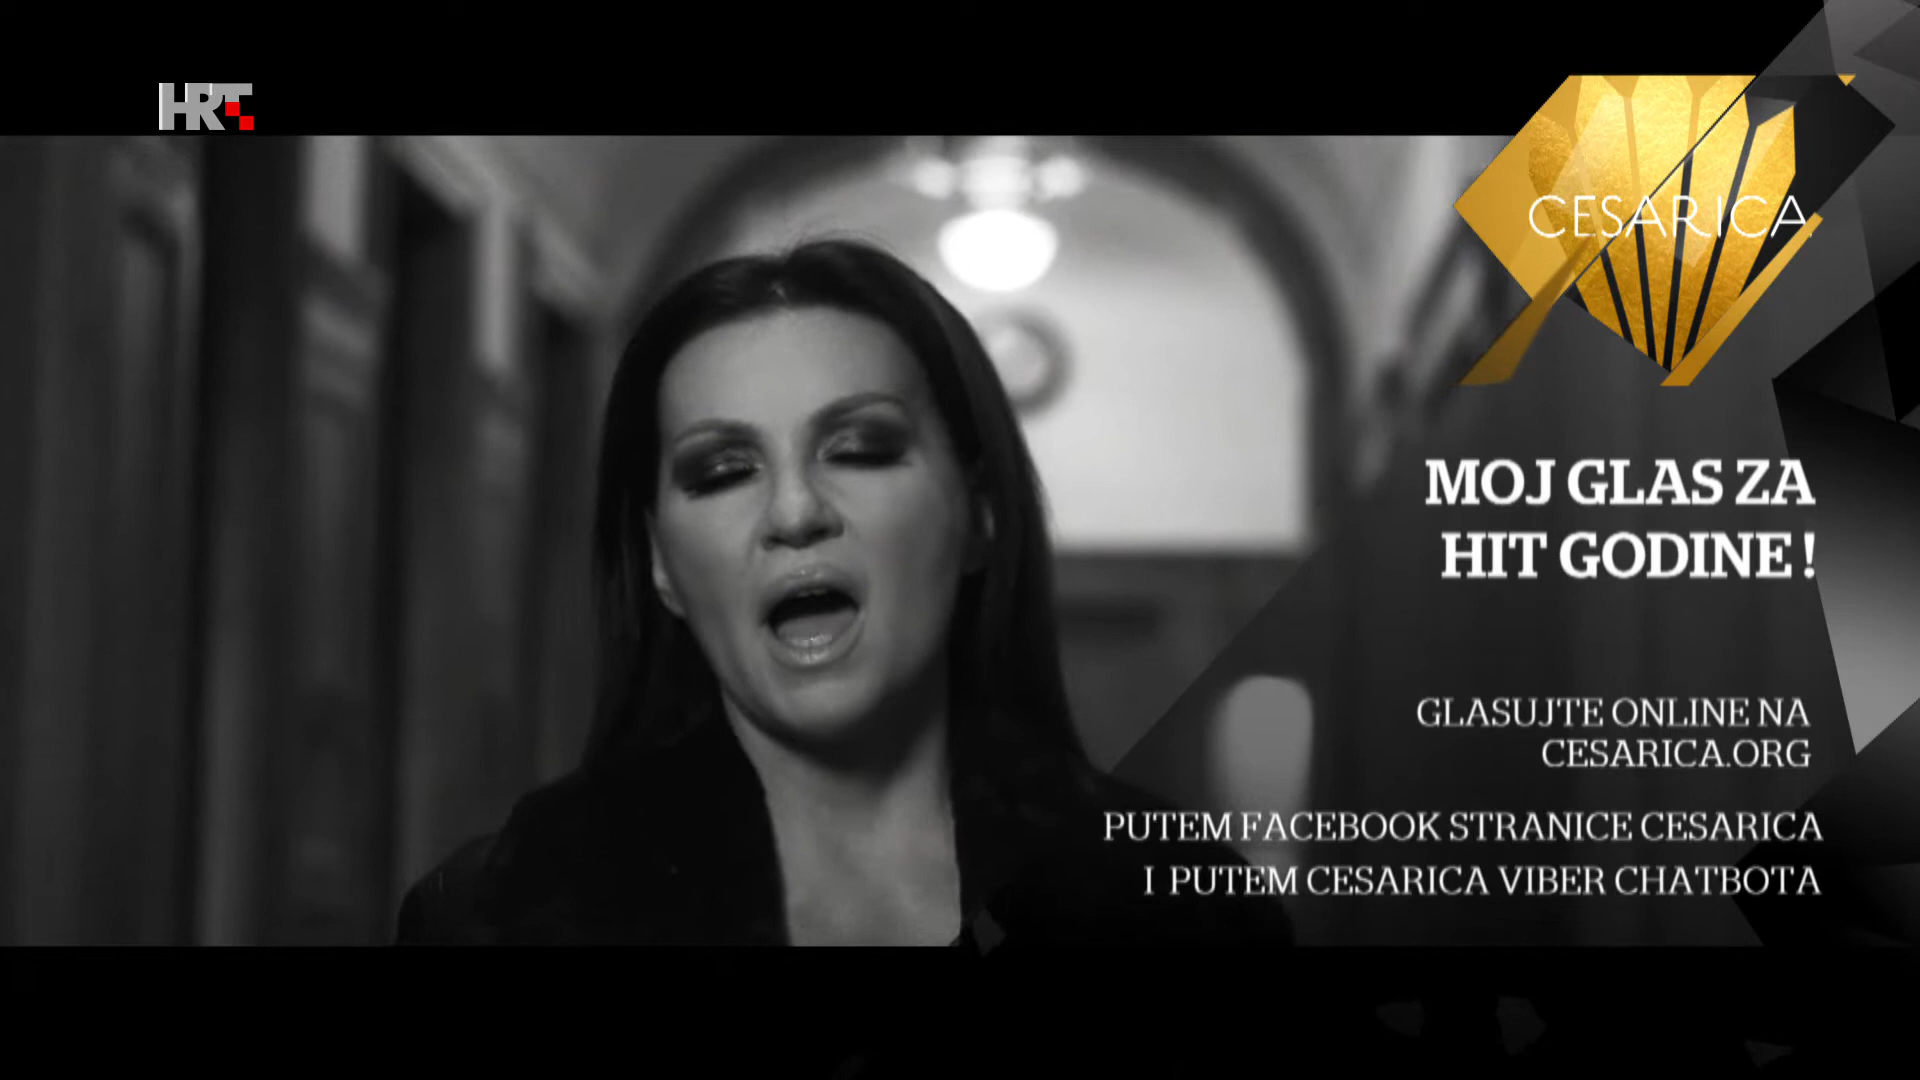 HRT
CESARICA
MOJ GLAS ZA
HIT GODINE!
GLASUJTE ONLINE NA
CESARICA.ORG
PUTEM FACEBOOK STRANICE CESARICA
I PUTEM CESARICA VIBER CHATBOTA